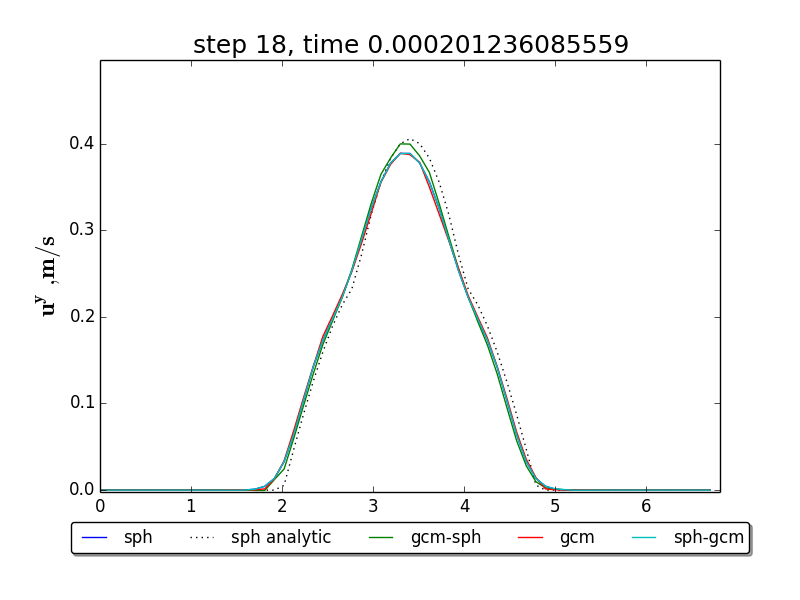 step 18, time 0.000201236085559
0.4
0.3
0.2
0.1
0.0
u^y ,m/s
0 1 2 3 4 5 6
sph sph analytic gcm-sph gcm sph-gcm